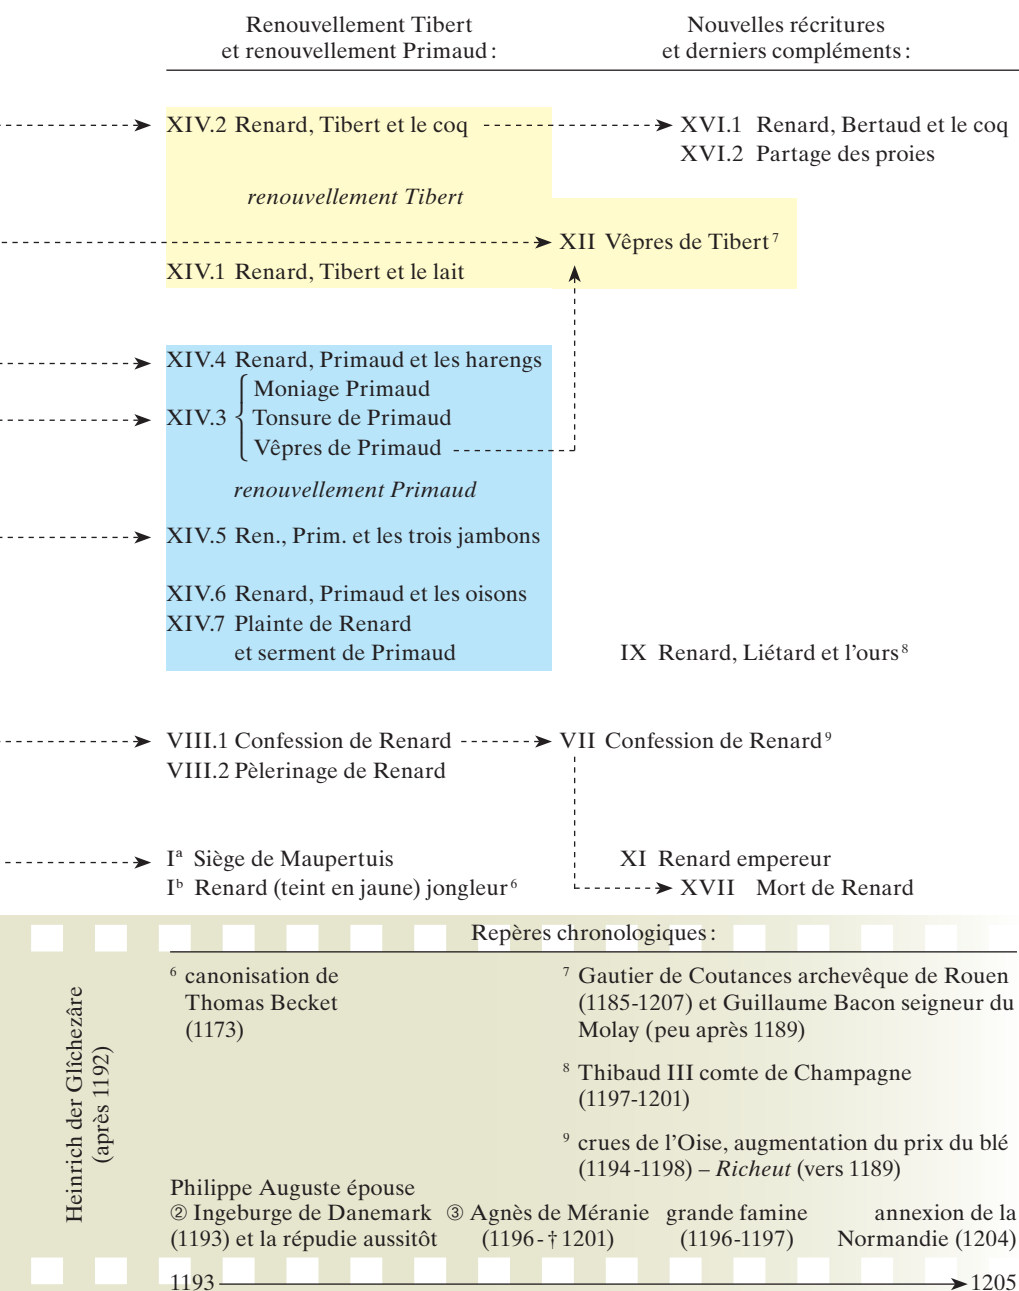 Renouvellement Tibert
et renouvellement Primaud :
Nouvelles récritures
et derniers compléments :
XIV.2 Renard, Tibert et le coq
XVI.1 Renard, Bertaud et le coq
XVI.2 Partage des proies
renouvellement Tibert
XII Vêpres de Tibert 7
XIV.1 Renard, Tibert et le lait
XIV.4 Renard, Primaud et les harengs
Moniage Primaud
XIV.3 Tonsure de Primaud
Vêpres de Primaud
renouvellement Primaud
XIV.5 Ren., Prim. et les trois jambons
XIV.6 Renard, Primaud et les oisons
XIV.7 Plainte de Renard
et serment de Primaud
IX Renard, Liétard et l’ours 8
VIII.1 Confession de Renard
VII Confession de Renard 9
VIII.2 Pèlerinage de Renard
Ia Siège de Maupertuis
XI Renard empereur
Ib Renard (teint en jaune) jongleur 6
XVII Mort de Renard
Repères chronologiques :
Heinrich der Glîchezâre
(après 1192)
6 canonisation de
Thomas Becket
(1173)
7 Gautier de Coutances archevêque de Rouen
(1185-1207) et Guillaume Bacon seigneur du
Molay (peu après 1189)
8 Thibaud III comte de Champagne
(1197-1201)
9 crues de l’Oise, augmentation du prix du blé
(1194-1198) – Richeut (vers 1189)
Philippe Auguste épouse
② Ingeburge de Danemark
(1193) et la répudie aussitôt
③ Agnès de Méranie
(1196-†1201)
grande famine
(1196-1197)
annexion de la
Normandie (1204)
1193
1205